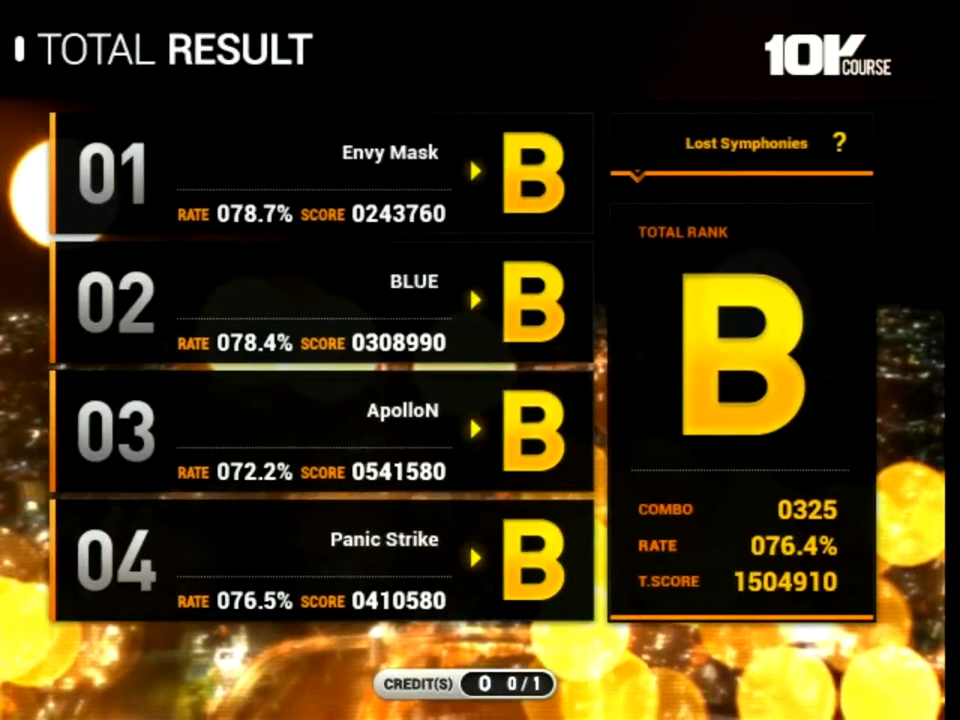 TOTAL RESULT
10K COURSE
01
Envy Mask
B
RATE 078.7% SCORE 0243760
02
BLUE
B
RATE 078.4% SCORE 0308990
03
ApolloN
B
RATE 072.2% SCORE 0541580
04
Panic Strike
B
RATE 076.5% SCORE 0410580
Lost Symphonies ?
TOTAL RANK
B
COMBO 0325
RATE 076.4%
T.SCORE 1504910
CREDIT(S) 0 0/1